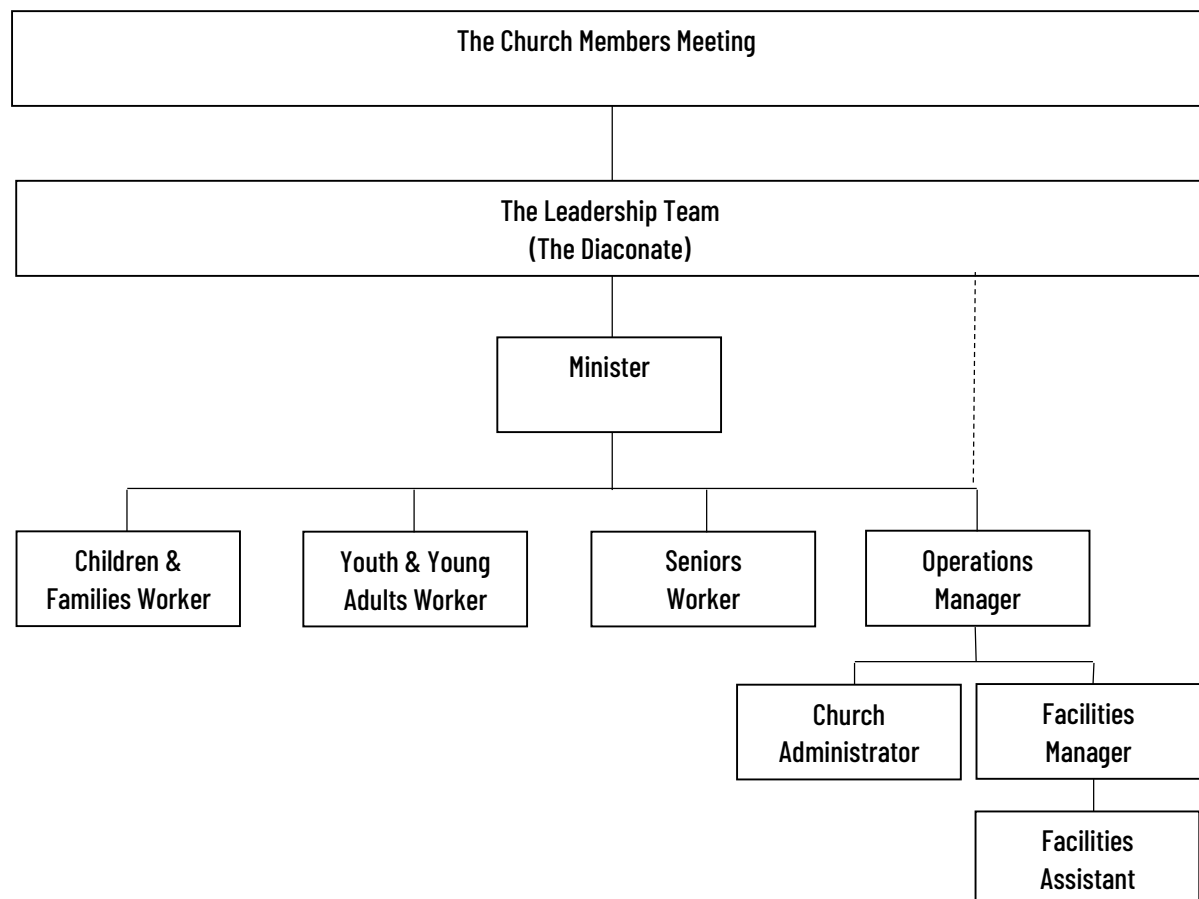 The Church Members Meeting
The Leadership Team
(The Diaconate)
Minister
Children &
Families Worker
Youth & Young
Adults Worker
Seniors
Worker
Operations
Manager
Church
Administrator
Facilities
Manager
Facilities
Assistant